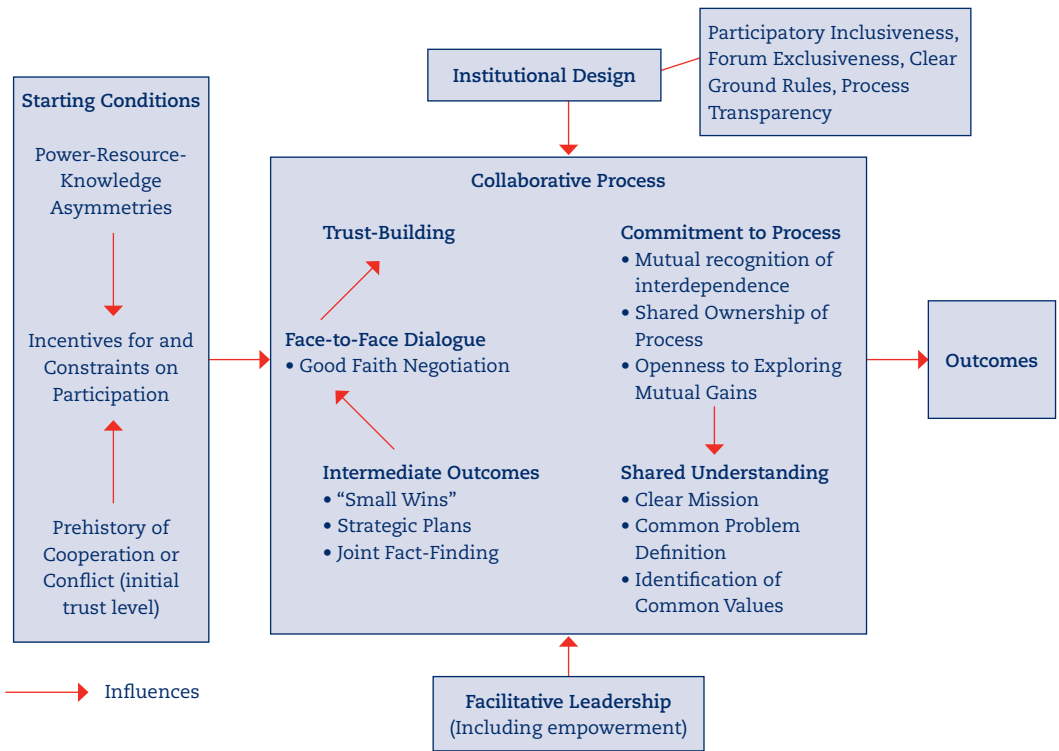 Starting Conditions
Power-Resource-
Knowledge
Asymmetries
Incentives for and
Constraints on
Participation
Prehistory of
Cooperation or
Conflict (initial
trust level)
Influences
Institutional Design
Participatory Inclusiveness,
Forum Exclusiveness, Clear
Ground Rules, Process
Transparency
Collaborative Process
Trust-Building
Face-to-Face Dialogue
• Good Faith Negotiation
Intermediate Outcomes
• “Small Wins”
• Strategic Plans
• Joint Fact-Finding
Commitment to Process
• Mutual recognition of
interdependence
• Shared Ownership of
Process
• Openness to Exploring
Mutual Gains
Shared Understanding
• Clear Mission
• Common Problem
Definition
• Identification of
Common Values
Outcomes
Facilitative Leadership
(Including empowerment)